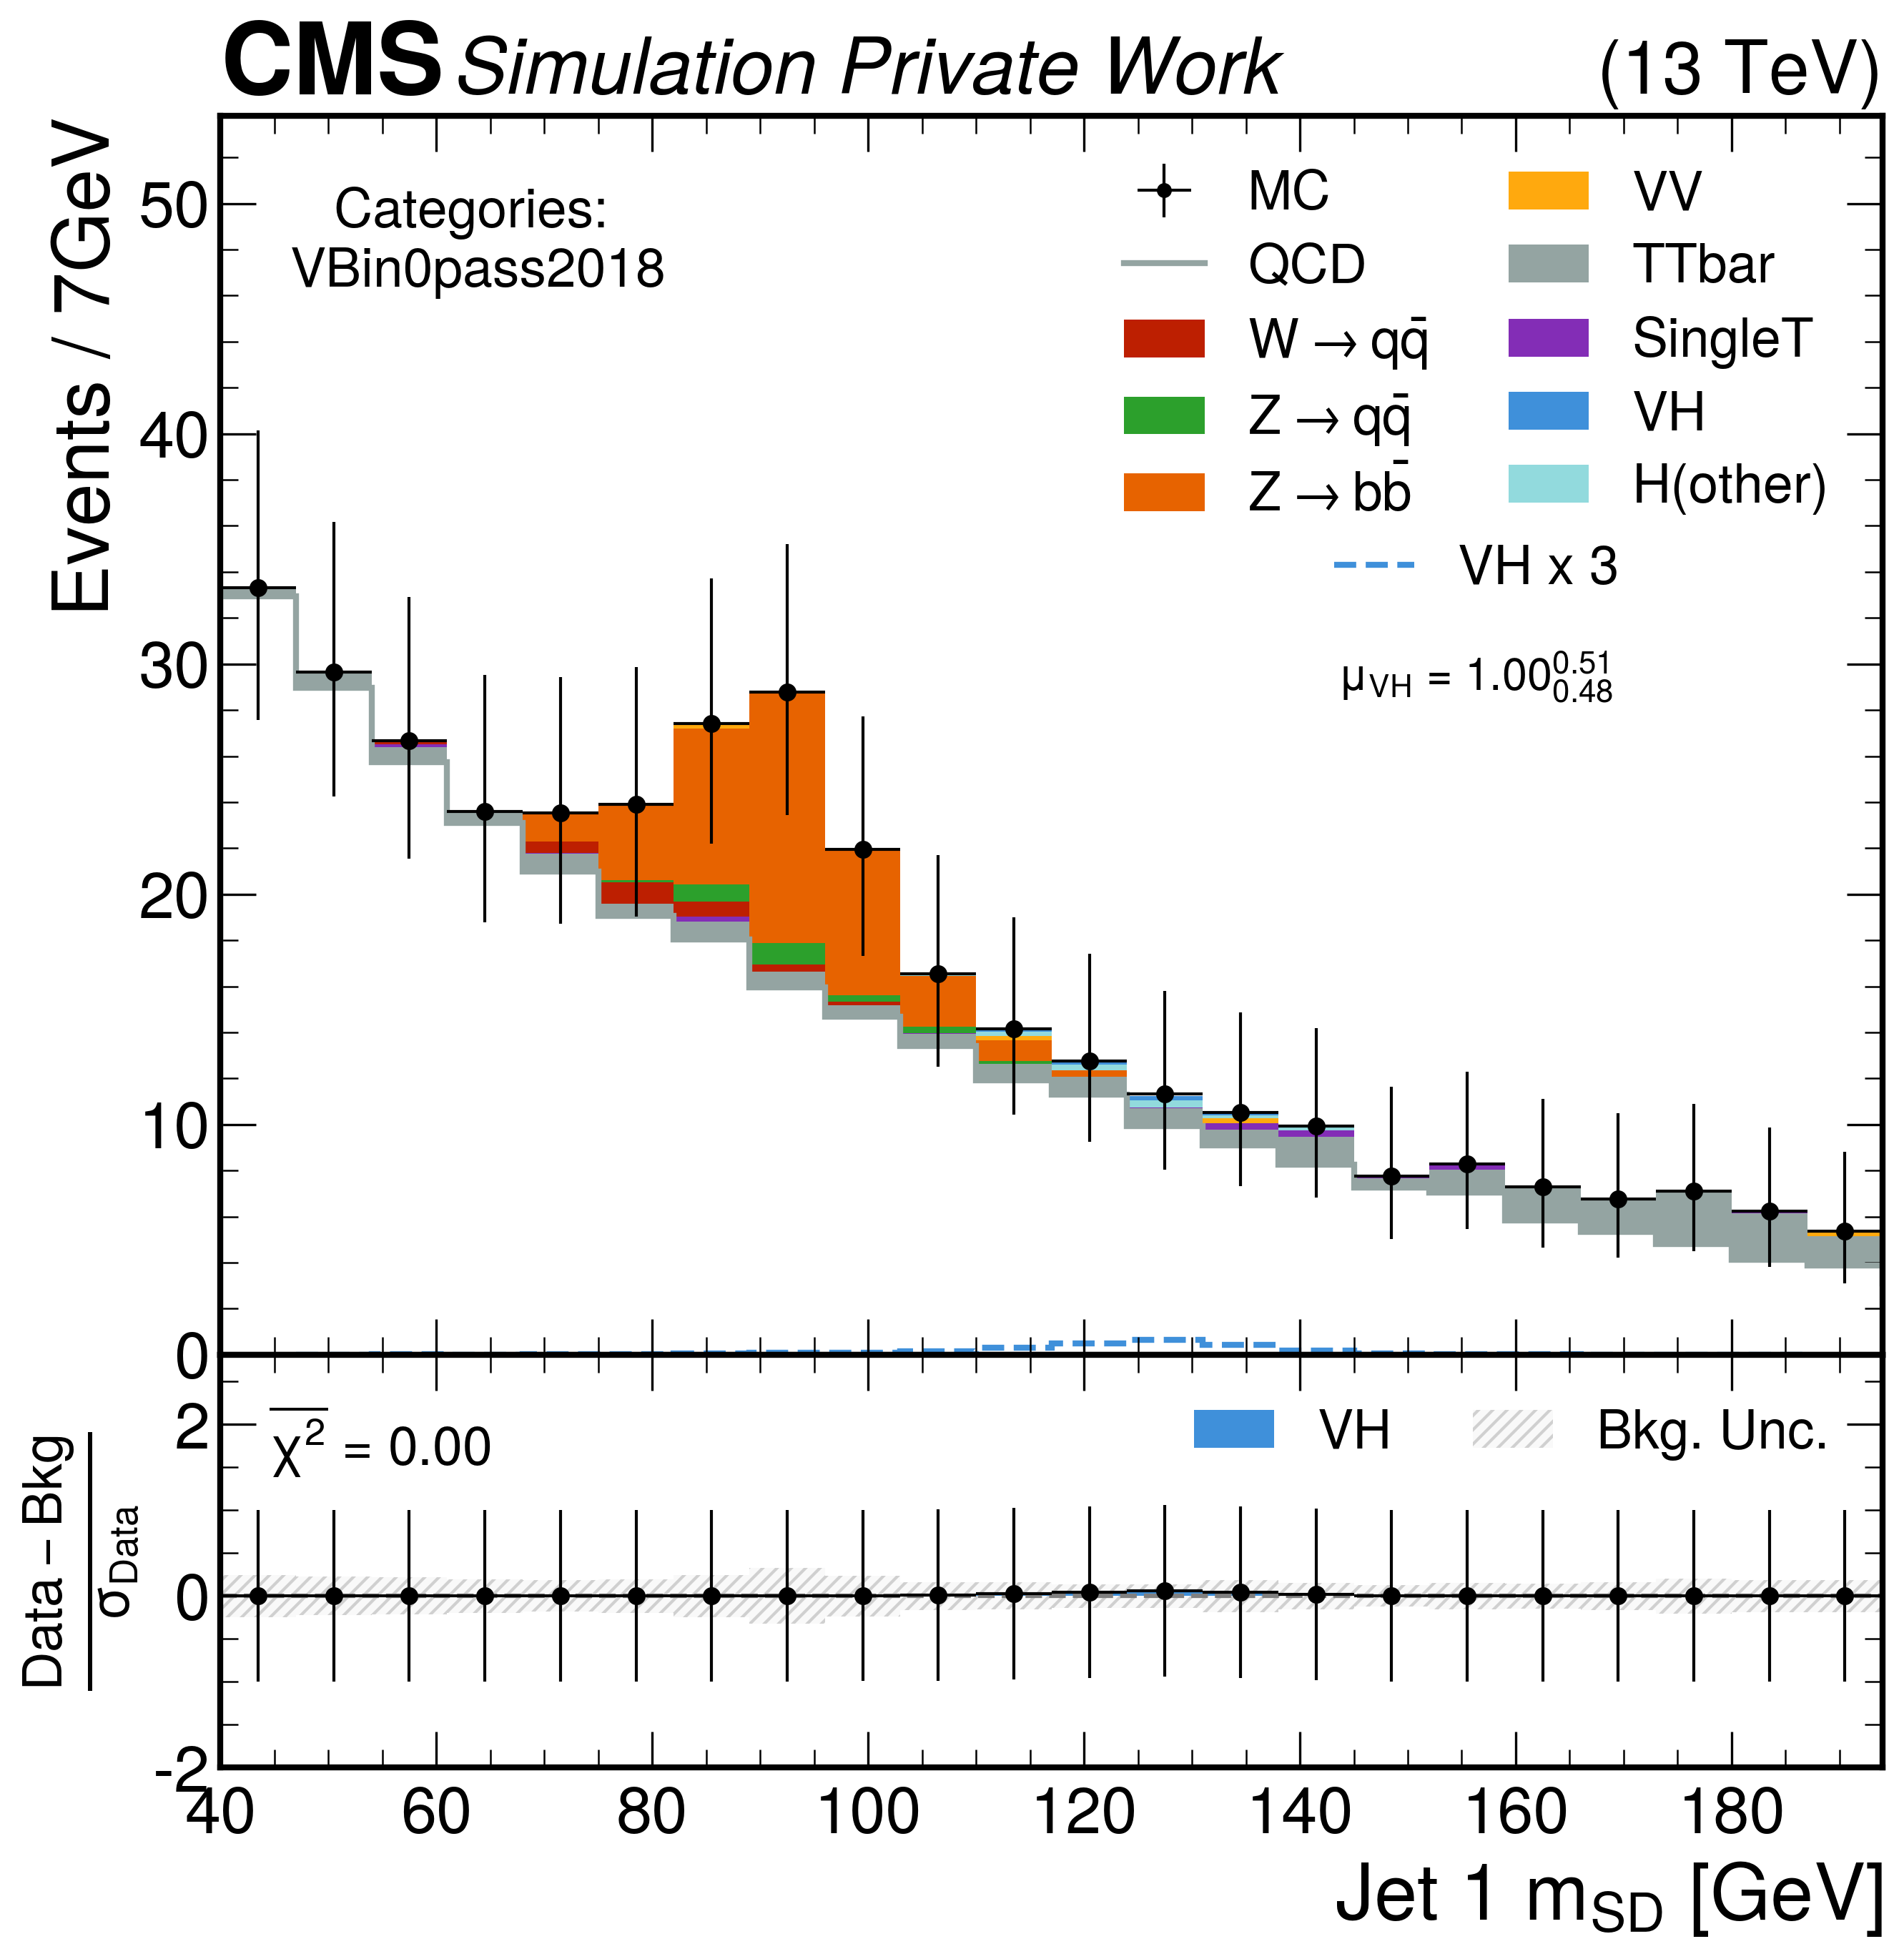 CMS Simulation Private Work (13 TeV)
Events / 7GeV
Categories:
VBin0pass2018
MC
QCD
W → qq̄
Z → qq̄
Z → bb̄
VV
TTbar
SingleT
VH
H(other)
VH x 3
μ_VH = 1.00^0.51_0.48
50
40
30
20
10
0
Data – Bkg
σ_Data
χ² = 0.00
VH
Bkg. Unc.
2
0
-2
40 60 80 100 120 140 160 180
Jet 1 m_SD [GeV]